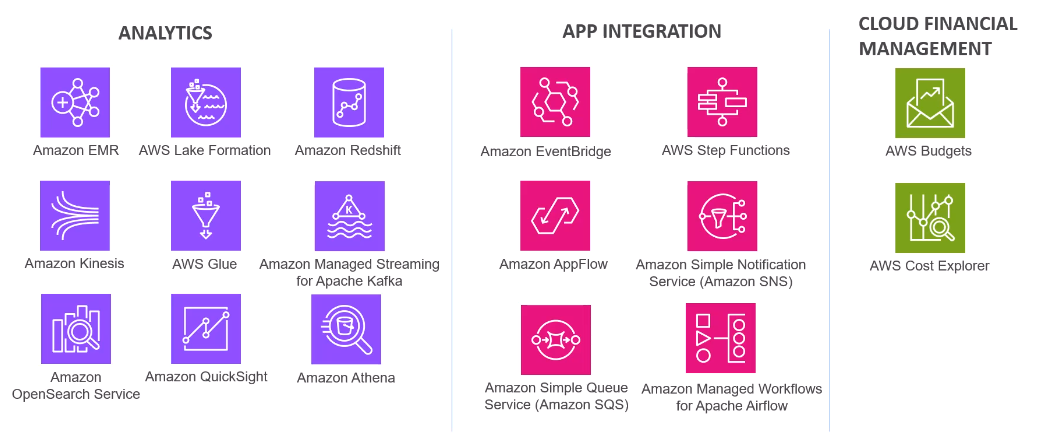 ANALYTICS
Amazon EMR
AWS Lake Formation
Amazon Redshift
Amazon Kinesis
AWS Glue
K
Amazon Managed Streaming
for Apache Kafka
Amazon
OpenSearch Service
Amazon QuickSight
Amazon Athena
APP INTEGRATION
Amazon EventBridge
AWS Step Functions
Amazon AppFlow
Amazon Simple Notification
Service (Amazon SNS)
Amazon Simple Queue
Service (Amazon SQS)
Amazon Managed Workflows
for Apache Airflow
CLOUD FINANCIAL
MANAGEMENT
AWS Budgets
AWS Cost Explorer